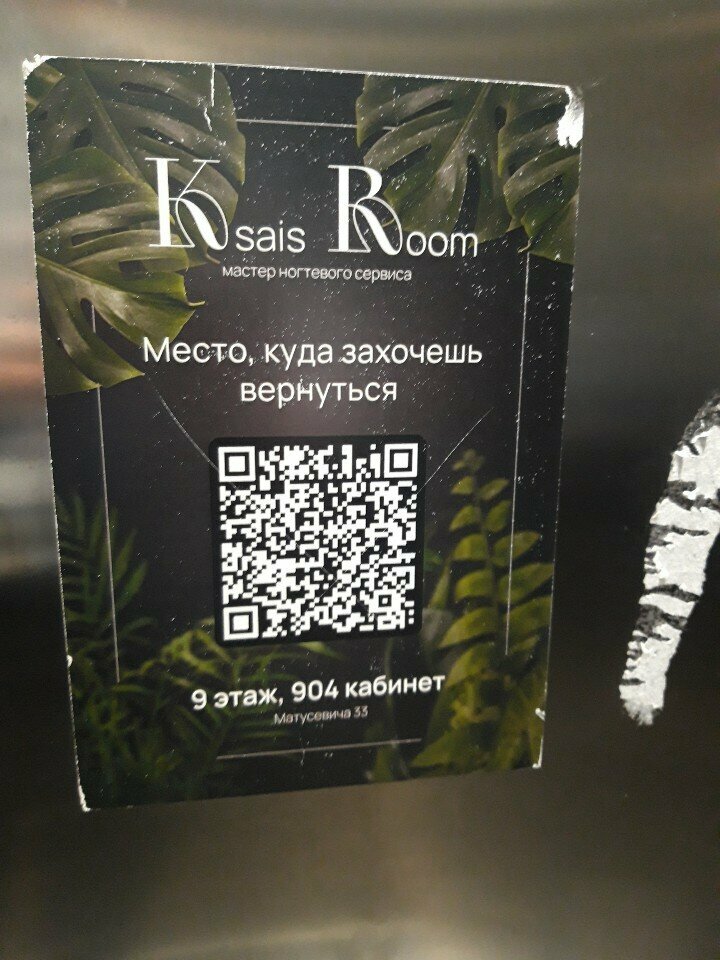 Ksais Room
мастер ногтевого сервиса
Место, куда захочешь
вернуться
9 этаж, 904 кабинет
Матусевича 33